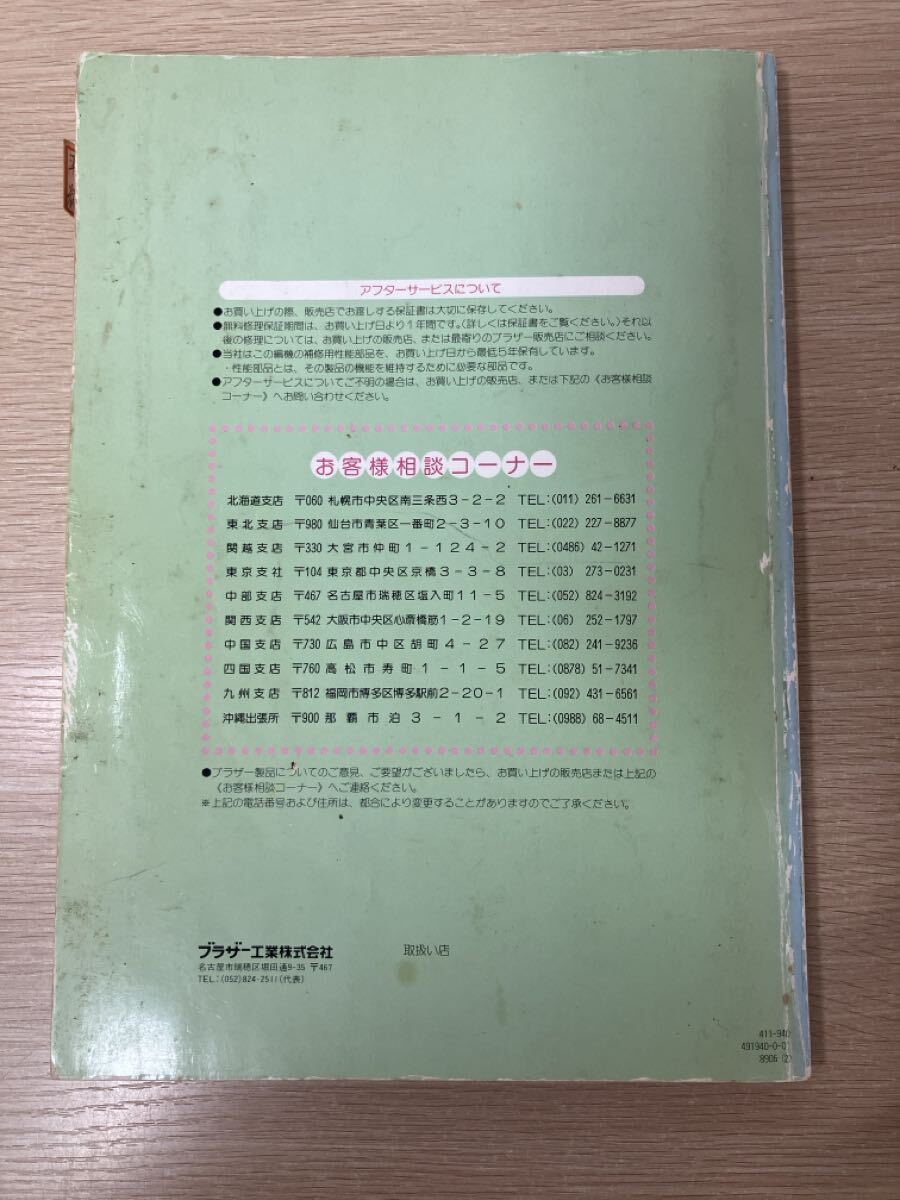 アフターサービスについて
●お買い上げの際、販売店でお渡しする保証書は大切に保存してください。
●無料修理保証期間は、お買い上げ日より1年間です。(詳しくは保証書をご覧ください。)それ以
後の修理については、お買い上げの販売店、または最寄りのブラザー販売店にご相談ください。
●当社はこの編機の補修用性能部品を、お買い上げ日から最低5年保有しています。
・性能部品とは、その製品の機能を維持するために必要な部品です。
●アフターサービスについてご不明の場合は、お買い上げの販売店、または下記の《お客様相談
コーナー》へお問い合わせください。
お客様相談コーナー
北海道支店 〒060 札幌市中央区南三条西3-2-2 TEL:(011) 261-6631
東北支店 〒980 仙台市青葉区一番町2-3-10 TEL:(022) 227-8877
関越支店 〒330 大宮市仲町1-124-2 TEL:(0486) 42-1271
東京支社 〒104 東京都中央区京橋3-3-8 TEL:(03) 273-0231
中部支店 〒467 名古屋市瑞穂区塩入町11-5 TEL:(052) 824-3192
関西支店 〒542 大阪市中央区心斎橋筋1-2-19 TEL:(06) 252-1797
中国支店 〒730 広島市中区胡町4-27 TEL:(082) 241-9236
四国支店 〒760 高松市寿町1-1-5 TEL:(0878) 51-7341
九州支店 〒812 福岡市博多区博多駅前2-20-1 TEL:(092) 431-6561
沖縄出張所 〒900 那覇市泊3-1-2 TEL:(0988) 68-4511
●ブラザー製品についてのご意見、ご要望がございましたら、お買い上げの販売店または上記の
《お客様相談コーナー》へご連絡ください。
※上記の電話番号および住所は、都合により変更することがありますのでご了承ください。
ブラザー工業株式会社 取扱い店
名古屋市瑞穂区堀田通9-35 〒467
TEL:(052)824-2511(代表)
411-940
491940-0-01
8906 (2)